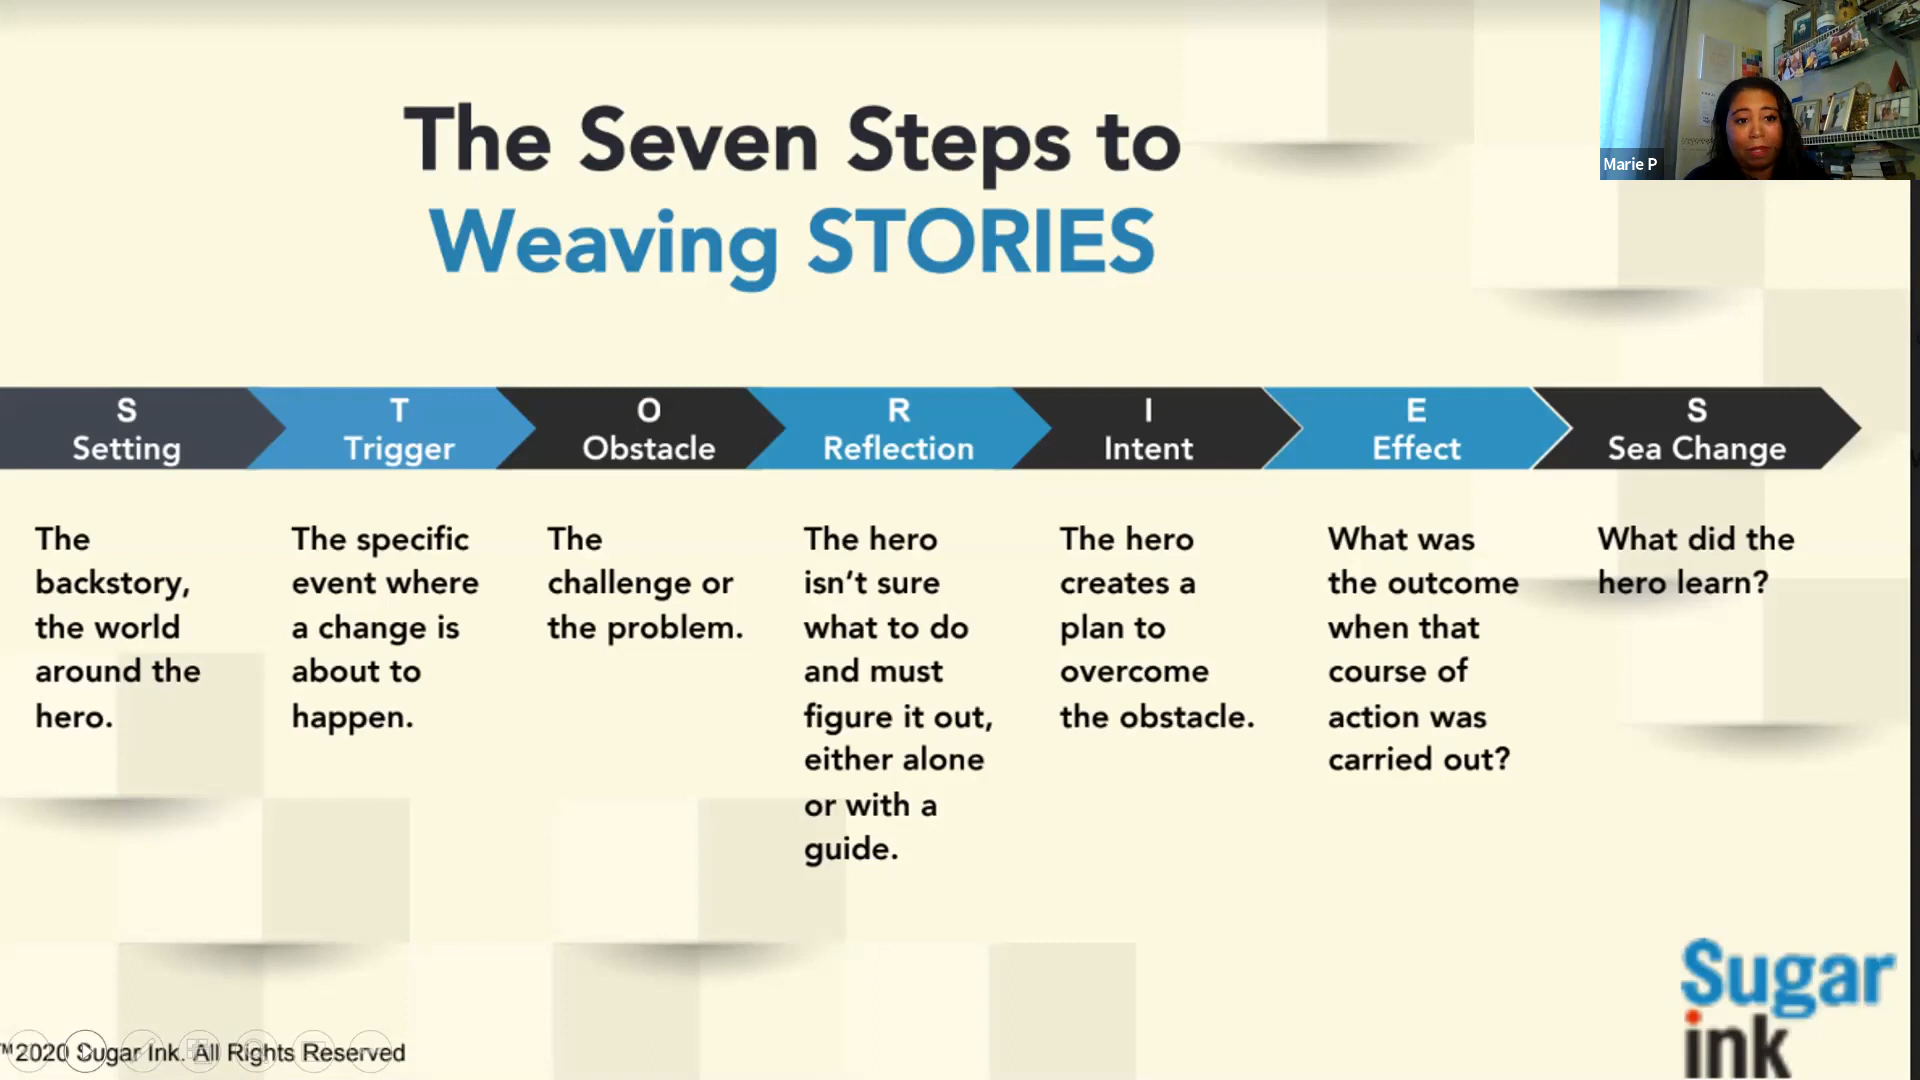 The Seven Steps to
Weaving STORIES
Marie P
S
Setting
T
Trigger
O
Obstacle
R
Reflection
I
Intent
E
Effect
S
Sea Change
The
backstory,
the world
around the
hero.
The specific
event where
a change is
about to
happen.
The
challenge or
the problem.
The hero
isn’t sure
what to do
and must
figure it out,
either alone
or with a
guide.
The hero
creates a
plan to
overcome
the obstacle.
What was
the outcome
when that
course of
action was
carried out?
What did the
hero learn?
Sugar
ink
™2020 Sugar Ink. All Rights Reserved